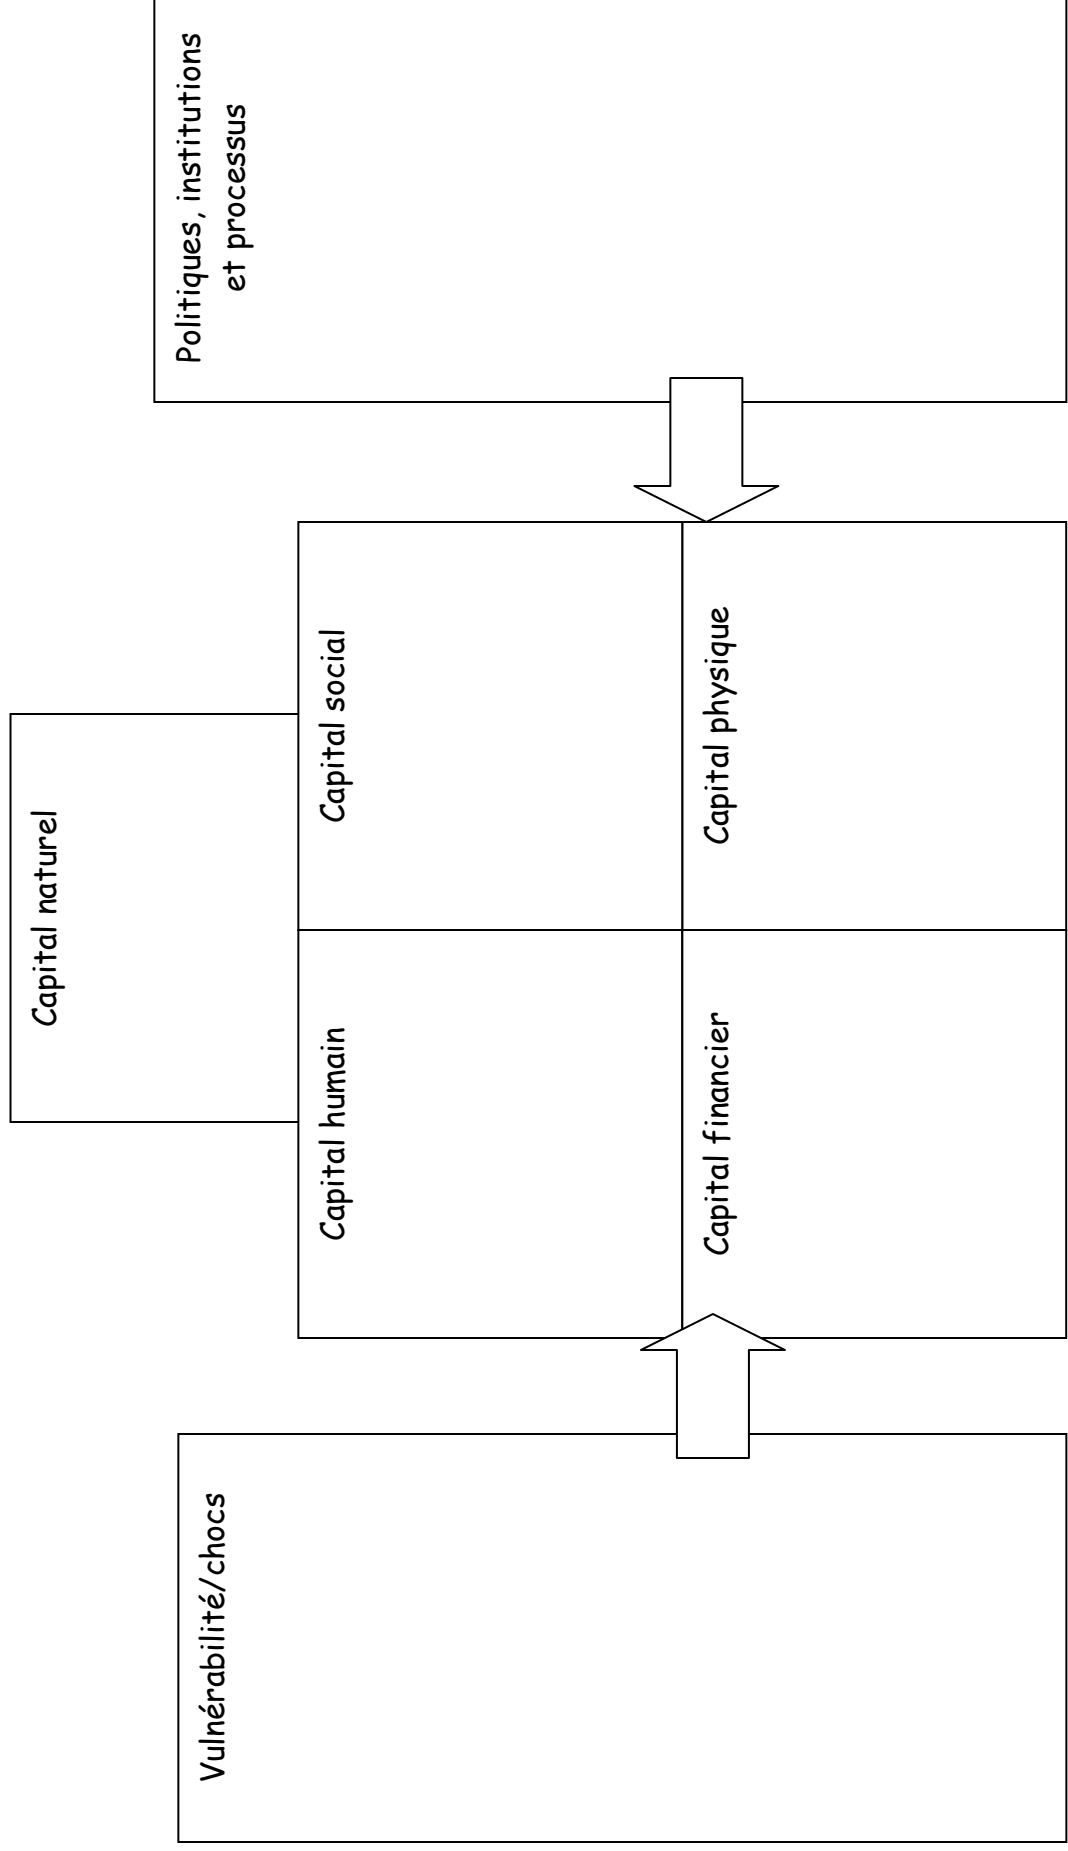 Capital naturel
Vulnérabilité/chocs
Capital humain
Capital social
Politiques, institutions
et processus
Capital financier
Capital physique